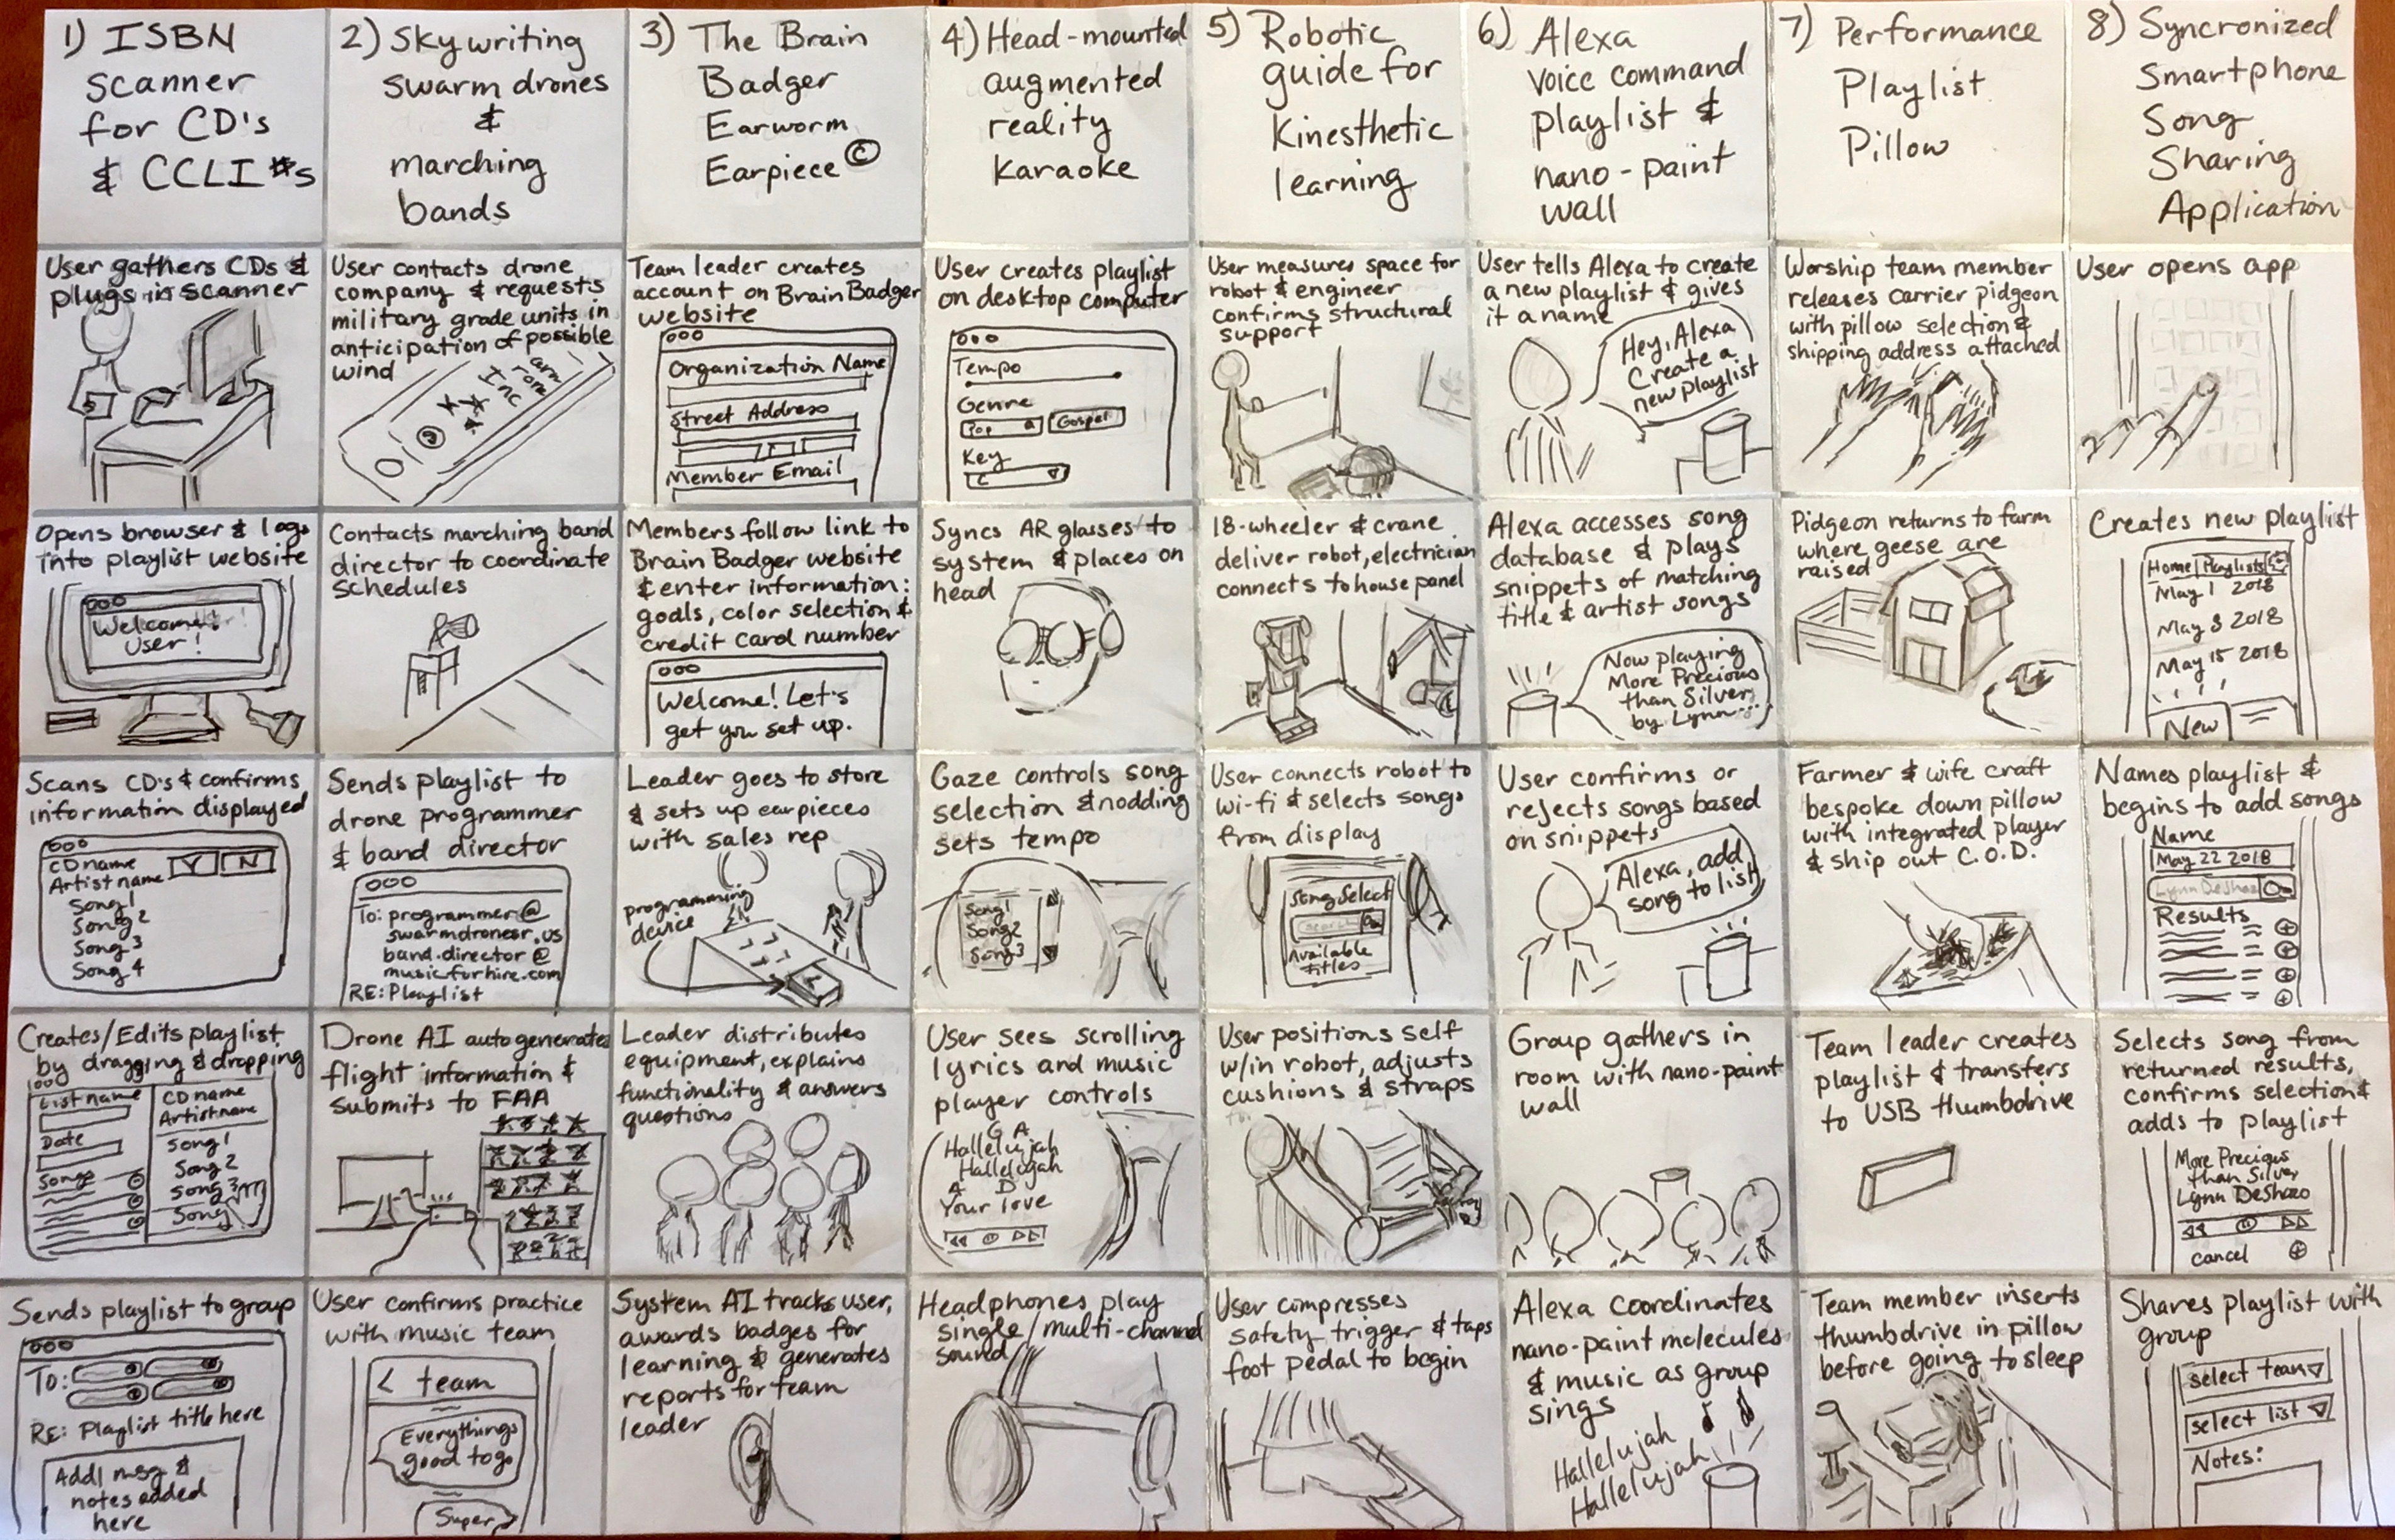 1) ISBN
scanner
for CD's
& CCLI #s
2) Skywriting
swarm drones
&
marching
bands
3) The Brain
Badger
Earworm
Earpiece ©
4) Head-mounted
augmented
reality
Karaoke
5) Robotic
guide for
Kinesthetic
learning
6) Alexa
voice command
playlist &
nano-paint
wall
7) Performance
Playlist
Pillow
8) Syncronized
Smartphone
Song
Sharing
Application
User gathers CDs &
plugs in scanner
User contacts drone
company & requests
military grade units in
anticipation of possible
wind
Inc
Team leader creates
account on Brain Badger
website
Organization Name
Street Address
Member Email
User creates playlist
on desktop computer
Tempo
Genre
Pop
Gospel
Key
C
User measures space for
robot & engineer
confirms structural
support
User tells Alexa to create
a new playlist & gives
it a name
Hey, Alexa
Create a
new playlist
Worship team member
releases carrier pidgeon
with pillow selection &
shipping address attached
User opens app
Opens browser & logs
into playlist website
Welcome!
User!
Contacts marching band
director to coordinate
schedules
Members follow link to
Brain Badger website
& enter information:
goals, color selection &
credit card number
Welcome! Let's
get you set up.
Syncs AR glasses to
system & places on
head
18-wheeler & crane
deliver robot, electrician
connects to house panel
Alexa accesses song
database & plays
snippets of matching
title & artist songs
Now playing
More Precious
than Silver
by Lynn...
Pidgeon returns to farm
where geese are
raised
Creates new playlist
Home Playlists
May 1 2018
May 8 2018
May 15 2018
New
Scans CD's & confirms
information displayed
CD name Y N
Artist name
Song 1
Song 2
Song 3
Song 4
Sends playlist to
drone programmer
& band director
To: programmer@
swarmdronesr.us
band.director@
musicforhire.com
RE: Playlist
Leader goes to store
& sets up earpieces
with sales rep
programming
device
Gaze controls song
selection & nodding
sets tempo
Song 1
Song 2
Song 3
User connects robot to
wi-fi & selects songs
from display
Song Select
Search
Available
titles
User confirms or
rejects songs based
on snippets
Alexa, add
song to list
Farmer & wife craft
bespoke down pillow
with integrated player
& ship out C.O.D.
Names playlist &
begins to add songs
Name
May 22 2018
Lynn DeShazo
Results
Creates/Edits playlist
by dragging & dropping
List name
Date
Songs
CD name
Artist name
Song 1
Song 2
Song 3
Song
Drone AI autogenerates
flight information &
submits to FAA
Leader distributes
equipment, explains
functionality & answers
questions
User sees scrolling
lyrics and music
player controls
G A
Hallelujah
Hallelujah
A D
Your love
User positions self
w/in robot, adjusts
cushions & straps
Group gathers in
room with nano-paint
wall
Team leader creates
playlist & transfers
to USB thumbdrive
Selects song from
returned results,
confirms selection &
adds to playlist
More Precious
than Silver
Lynn DeShazo
cancel
Sends playlist to group
To:
RE: Playlist title here
Addl msg &
notes added
here
User confirms practice
with music team
< team
Everythings
good to go
Super
System AI tracks user,
awards badges for
learning & generates
reports for team
leader
Headphones play
single/multi-channel
sound
User compresses
safety trigger & taps
foot pedal to begin
Alexa coordinates
nano-paint molecules
& music as group
sings
Hallelujah
Hallelujah
Team member inserts
thumbdrive in pillow
before going to sleep
Shares playlist with
group
select team
select list
Notes: